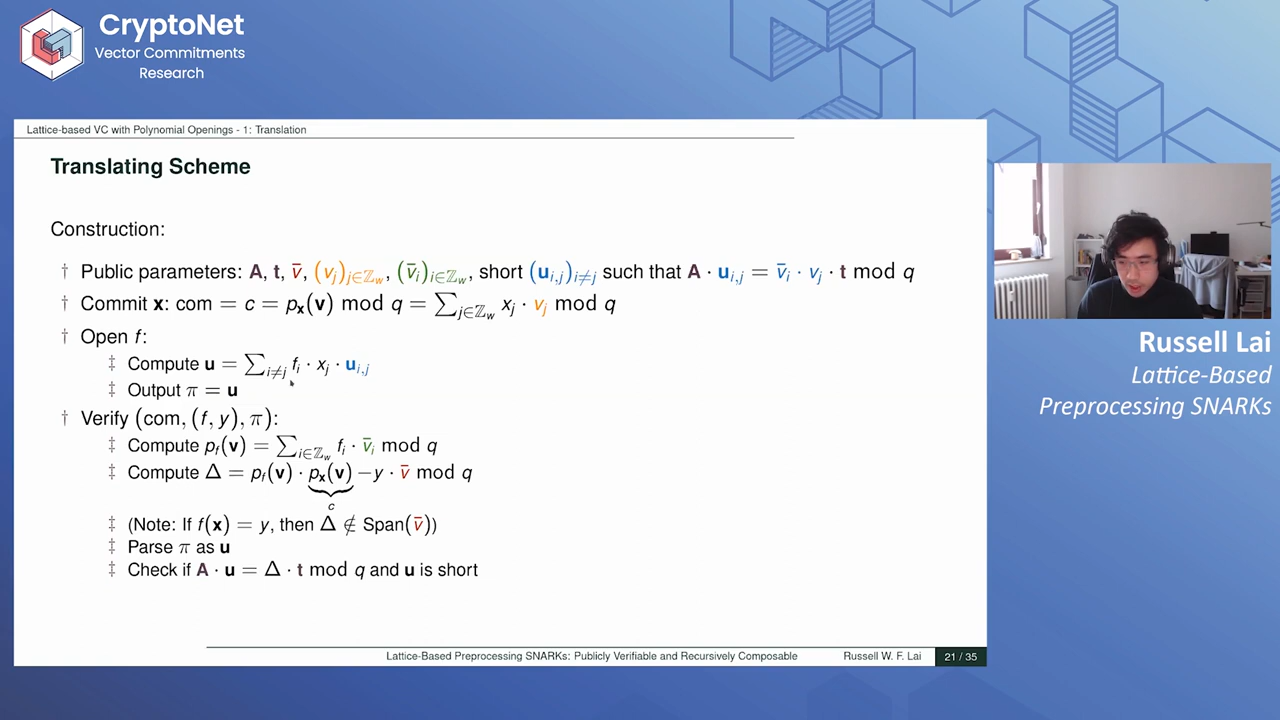 CryptoNet
Vector Commitments
Research
Lattice-based VC with Polynomial Openings - 1: Translation
Translating Scheme
Construction:
† Public parameters: A, t, v̄, (v_j)_{j∈ℤ_w}, (v̄_i)_{i∈ℤ_w}, short (u_{i,j})_{i≠j} such that A · u_{i,j} = v̄_i · v_j · t mod q
† Commit x: com = c = p_x(v) mod q = ∑_{j∈ℤ_w} x_j · v_j mod q
† Open f:
‡ Compute u = ∑_{i≠j} f_i · x_j · u_{i,j}
‡ Output π = u
† Verify (com, (f, y), π):
‡ Compute p_f(v) = ∑_{i∈ℤ_w} f_i · v̄_i mod q
‡ Compute Δ = p_f(v) · p_x(v) − y · v̄ mod q
c
‡ (Note: If f(x) = y, then Δ ∉ Span(v̄))
‡ Parse π as u
‡ Check if A · u = Δ · t mod q and u is short
Lattice-Based Preprocessing SNARKs: Publicly Verifiable and Recursively Composable Russell W. F. Lai 21 / 35
Russell Lai
Lattice-Based
Preprocessing SNARKs